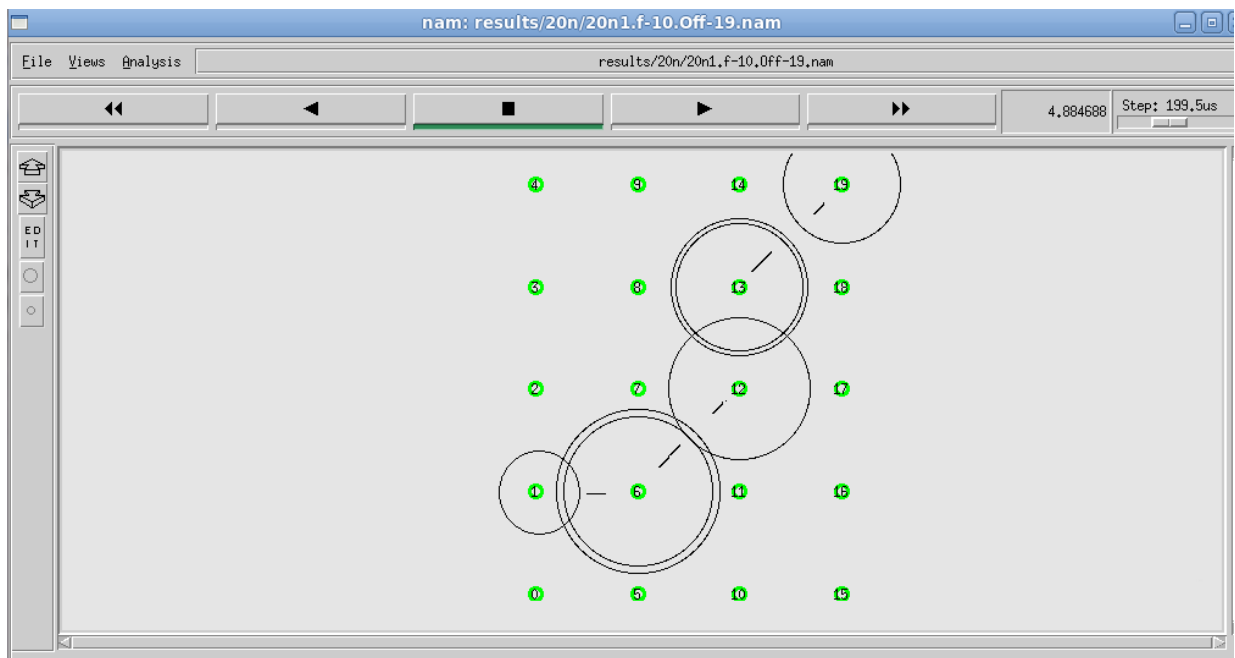 nam: results/20n/20n1.f-10.Off-19.nam
File Views Analysis results/20n/20n1.f-10.Off-19.nam
4.884688 Step: 199.5us
ED
IT
4 9 14 19
3 8 13 18
2 7 12 17
1 6 11 16
0 5 10 15